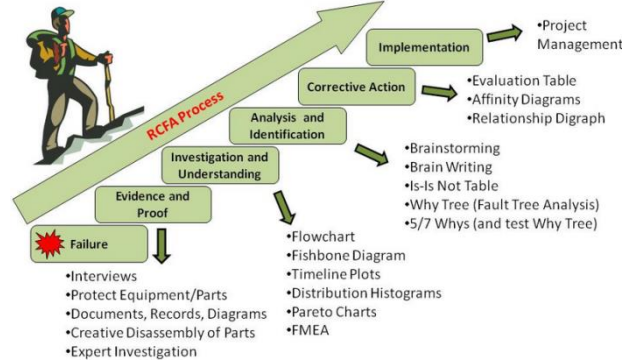 Implementation
•Project
Management
Corrective Action
•Evaluation Table
•Affinity Diagrams
•Relationship Digraph
RCFA Process
Analysis and
Identification
•Brainstorming
•Brain Writing
•Is-Is Not Table
•Why Tree (Fault Tree Analysis)
•5/7 Whys (and test Why Tree)
Investigation and
Understanding
•Flowchart
•Fishbone Diagram
•Timeline Plots
•Distribution Histograms
•Pareto Charts
•FMEA
Evidence and
Proof
Failure
•Interviews
•Protect Equipment/Parts
•Documents, Records, Diagrams
•Creative Disassembly of Parts
•Expert Investigation